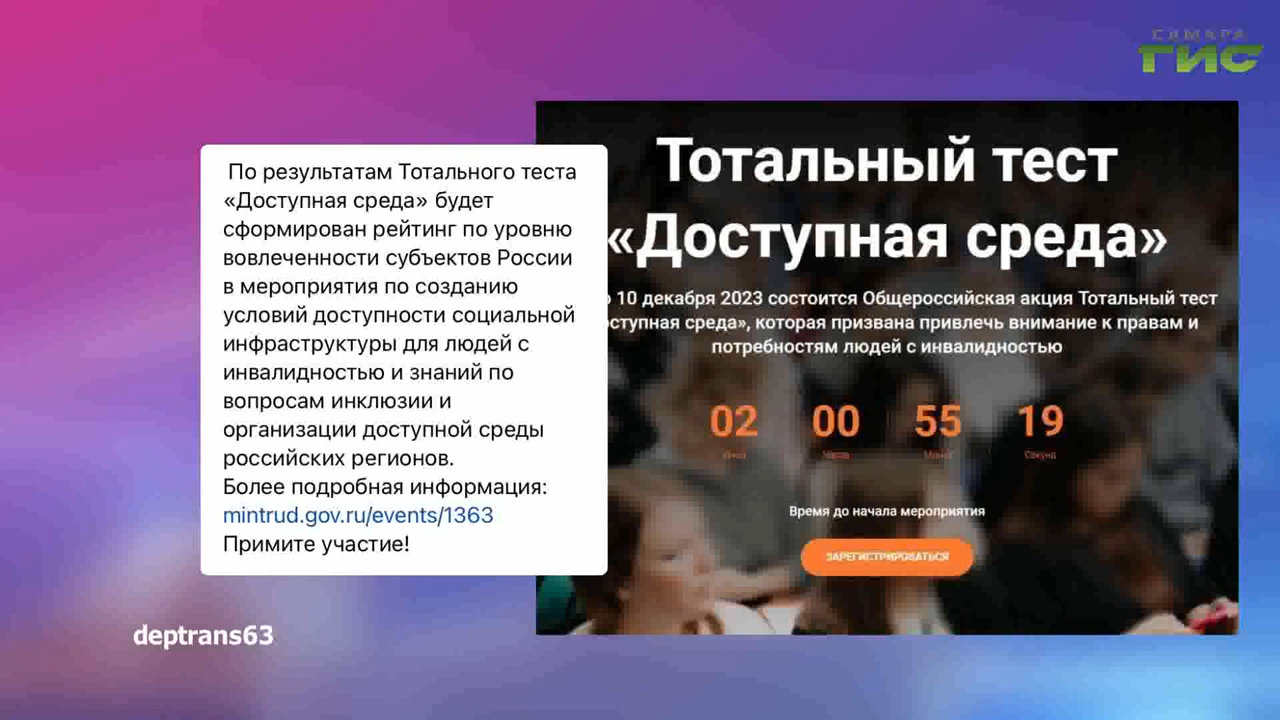 САМАРА
ГИС
По результатам Тотального теста
«Доступная среда» будет
сформирован рейтинг по уровню
вовлеченности субъектов России
в мероприятия по созданию
условий доступности социальной
инфраструктуры для людей с
инвалидностью и знаний по
вопросам инклюзии и
организации доступной среды
российских регионов.
Более подробная информация:
mintrud.gov.ru/events/1363
Примите участие!
Тотальный тест
«Доступная среда»
10 декабря 2023 состоится Общероссийская акция Тотальный тест
среда», которая призвана привлечь внимание к правам и
потребностям людей с инвалидностью
02 00 55 19
Дней Часов Минут Секунд
Время до начала мероприятия
ЗАРЕГИСТРИРОВАТЬСЯ
deptrans63